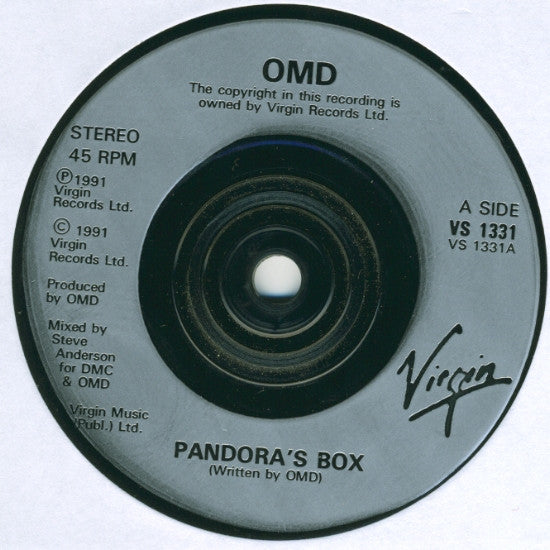 OMD
The copyright in this recording is
owned by Virgin Records Ltd.
STEREO
45 RPM
Ⓟ1991
Virgin
Records Ltd.
© 1991
Virgin
Records Ltd.
Produced
by OMD
Mixed by
Steve
Anderson
for DMC
& OMD
Virgin Music
(Publ.) Ltd.
A SIDE
VS 1331
VS 1331A
Virgin
PANDORA'S BOX
(Written by OMD)